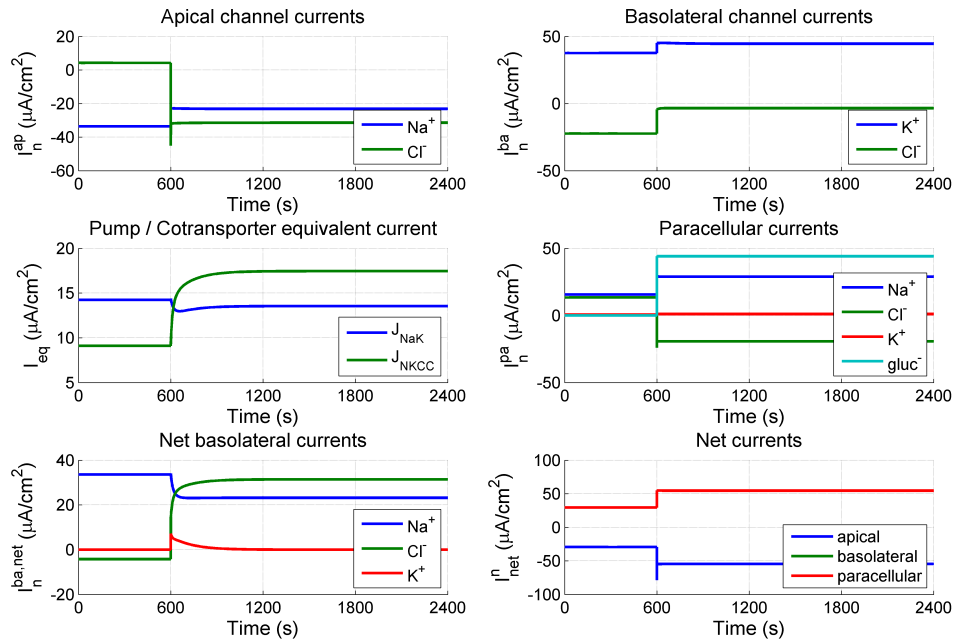 Apical channel currents
20
0
-20
-40
-60
I_n^ap (µA/cm²)
Na⁺
Cl⁻
0 600 1200 1800 2400
Time (s)
Basolateral channel currents
50
0
-50
I_n^ba (µA/cm²)
K⁺
Cl⁻
0 600 1200 1800 2400
Time (s)
Pump / Cotransporter equivalent current
20
15
10
5
I_eq (µA/cm²)
J_NaK
J_NKCC
0 600 1200 1800 2400
Time (s)
Paracellular currents
50
0
-50
I_n^pa (µA/cm²)
Na⁺
Cl⁻
K⁺
gluc⁻
0 600 1200 1800 2400
Time (s)
Net basolateral currents
40
20
0
-20
I_n^ba,net (µA/cm²)
Na⁺
Cl⁻
K⁺
0 600 1200 1800 2400
Time (s)
Net currents
100
50
0
-50
-100
I_net^n (µA/cm²)
apical
basolateral
paracellular
0 600 1200 1800 2400
Time (s)